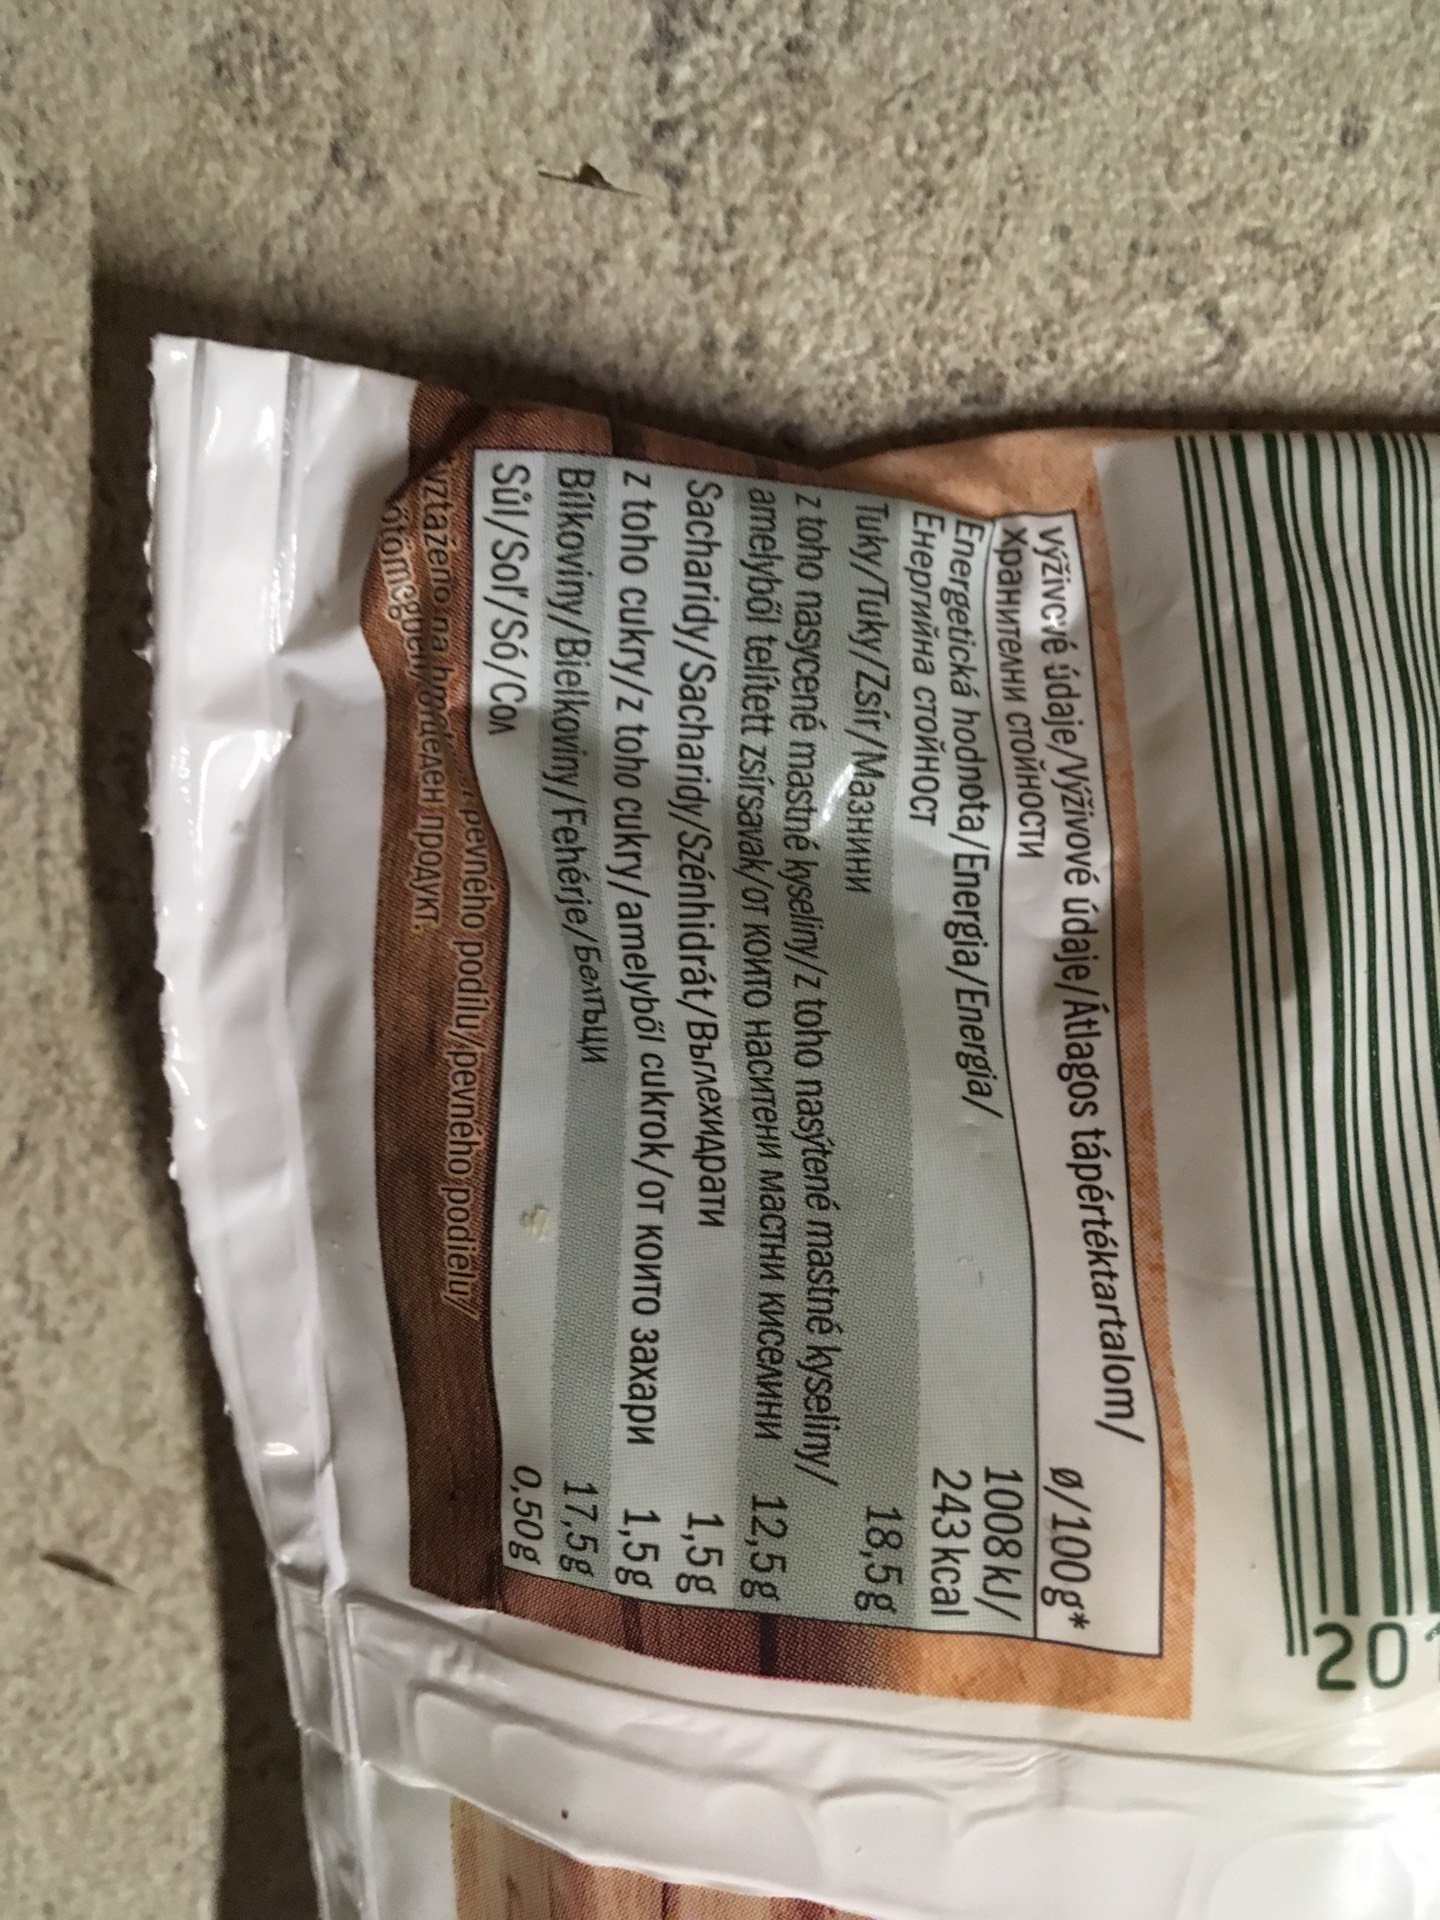 201
Výživové údaje/Výživové údaje/Átlagos tápértéktartalom/
Хранителни стойности ø/100g*
Energetická hodnota/Energia/Energia/ 1008kJ/
Енергийна стойност 243kcal
Tuky/Tuky/Zsír/Мазнини 18,5g
z toho nasycené mastné kyseliny/z toho nasýtené mastné kyseliny/
amelyből telített zsírsavak/от които наситени мастни киселини 12,5g
Sacharidy/Sacharidy/Szénhidrát/Въглехидрати 1,5g
z toho cukry/z toho cukry/amelyből cukrok/от които захари 1,5g
Bílkoviny/Bielkoviny/Fehérje/Белтъци 17,5g
Sůl/Soľ/Só/Сол 0,50g
vztaženo na pevného podílu/pevného podielu/
продукт.